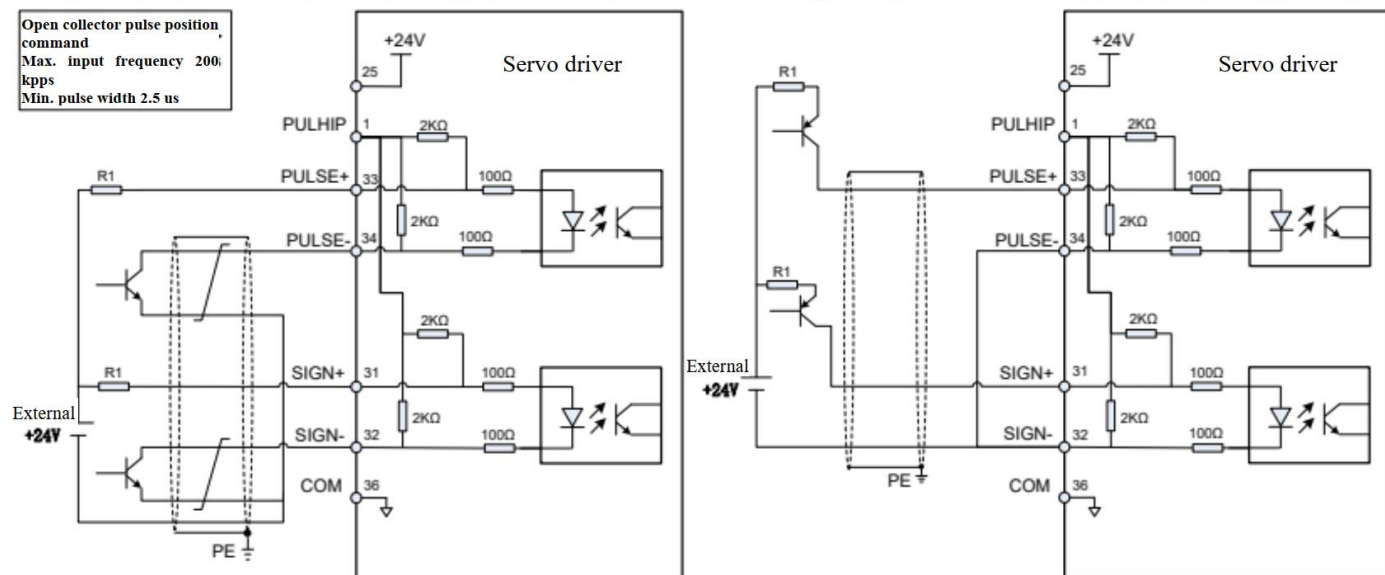 Open collector pulse position
command
Max. input frequency 200
kpps
Min. pulse width 2.5 us
+24V
Servo driver
25
PULHIP 1
2KΩ
R1
PULSE+ 33
100Ω
2KΩ
PULSE- 34
100Ω
2KΩ
R1
SIGN+ 31
100Ω
External
+24V
2KΩ
SIGN- 32
100Ω
COM 36
PE
+24V
Servo driver
25
R1
PULHIP 1
2KΩ
PULSE+ 33
100Ω
2KΩ
PULSE- 34
100Ω
R1
2KΩ
External
+24V
SIGN+ 31
100Ω
2KΩ
SIGN- 32
100Ω
PE
COM 36